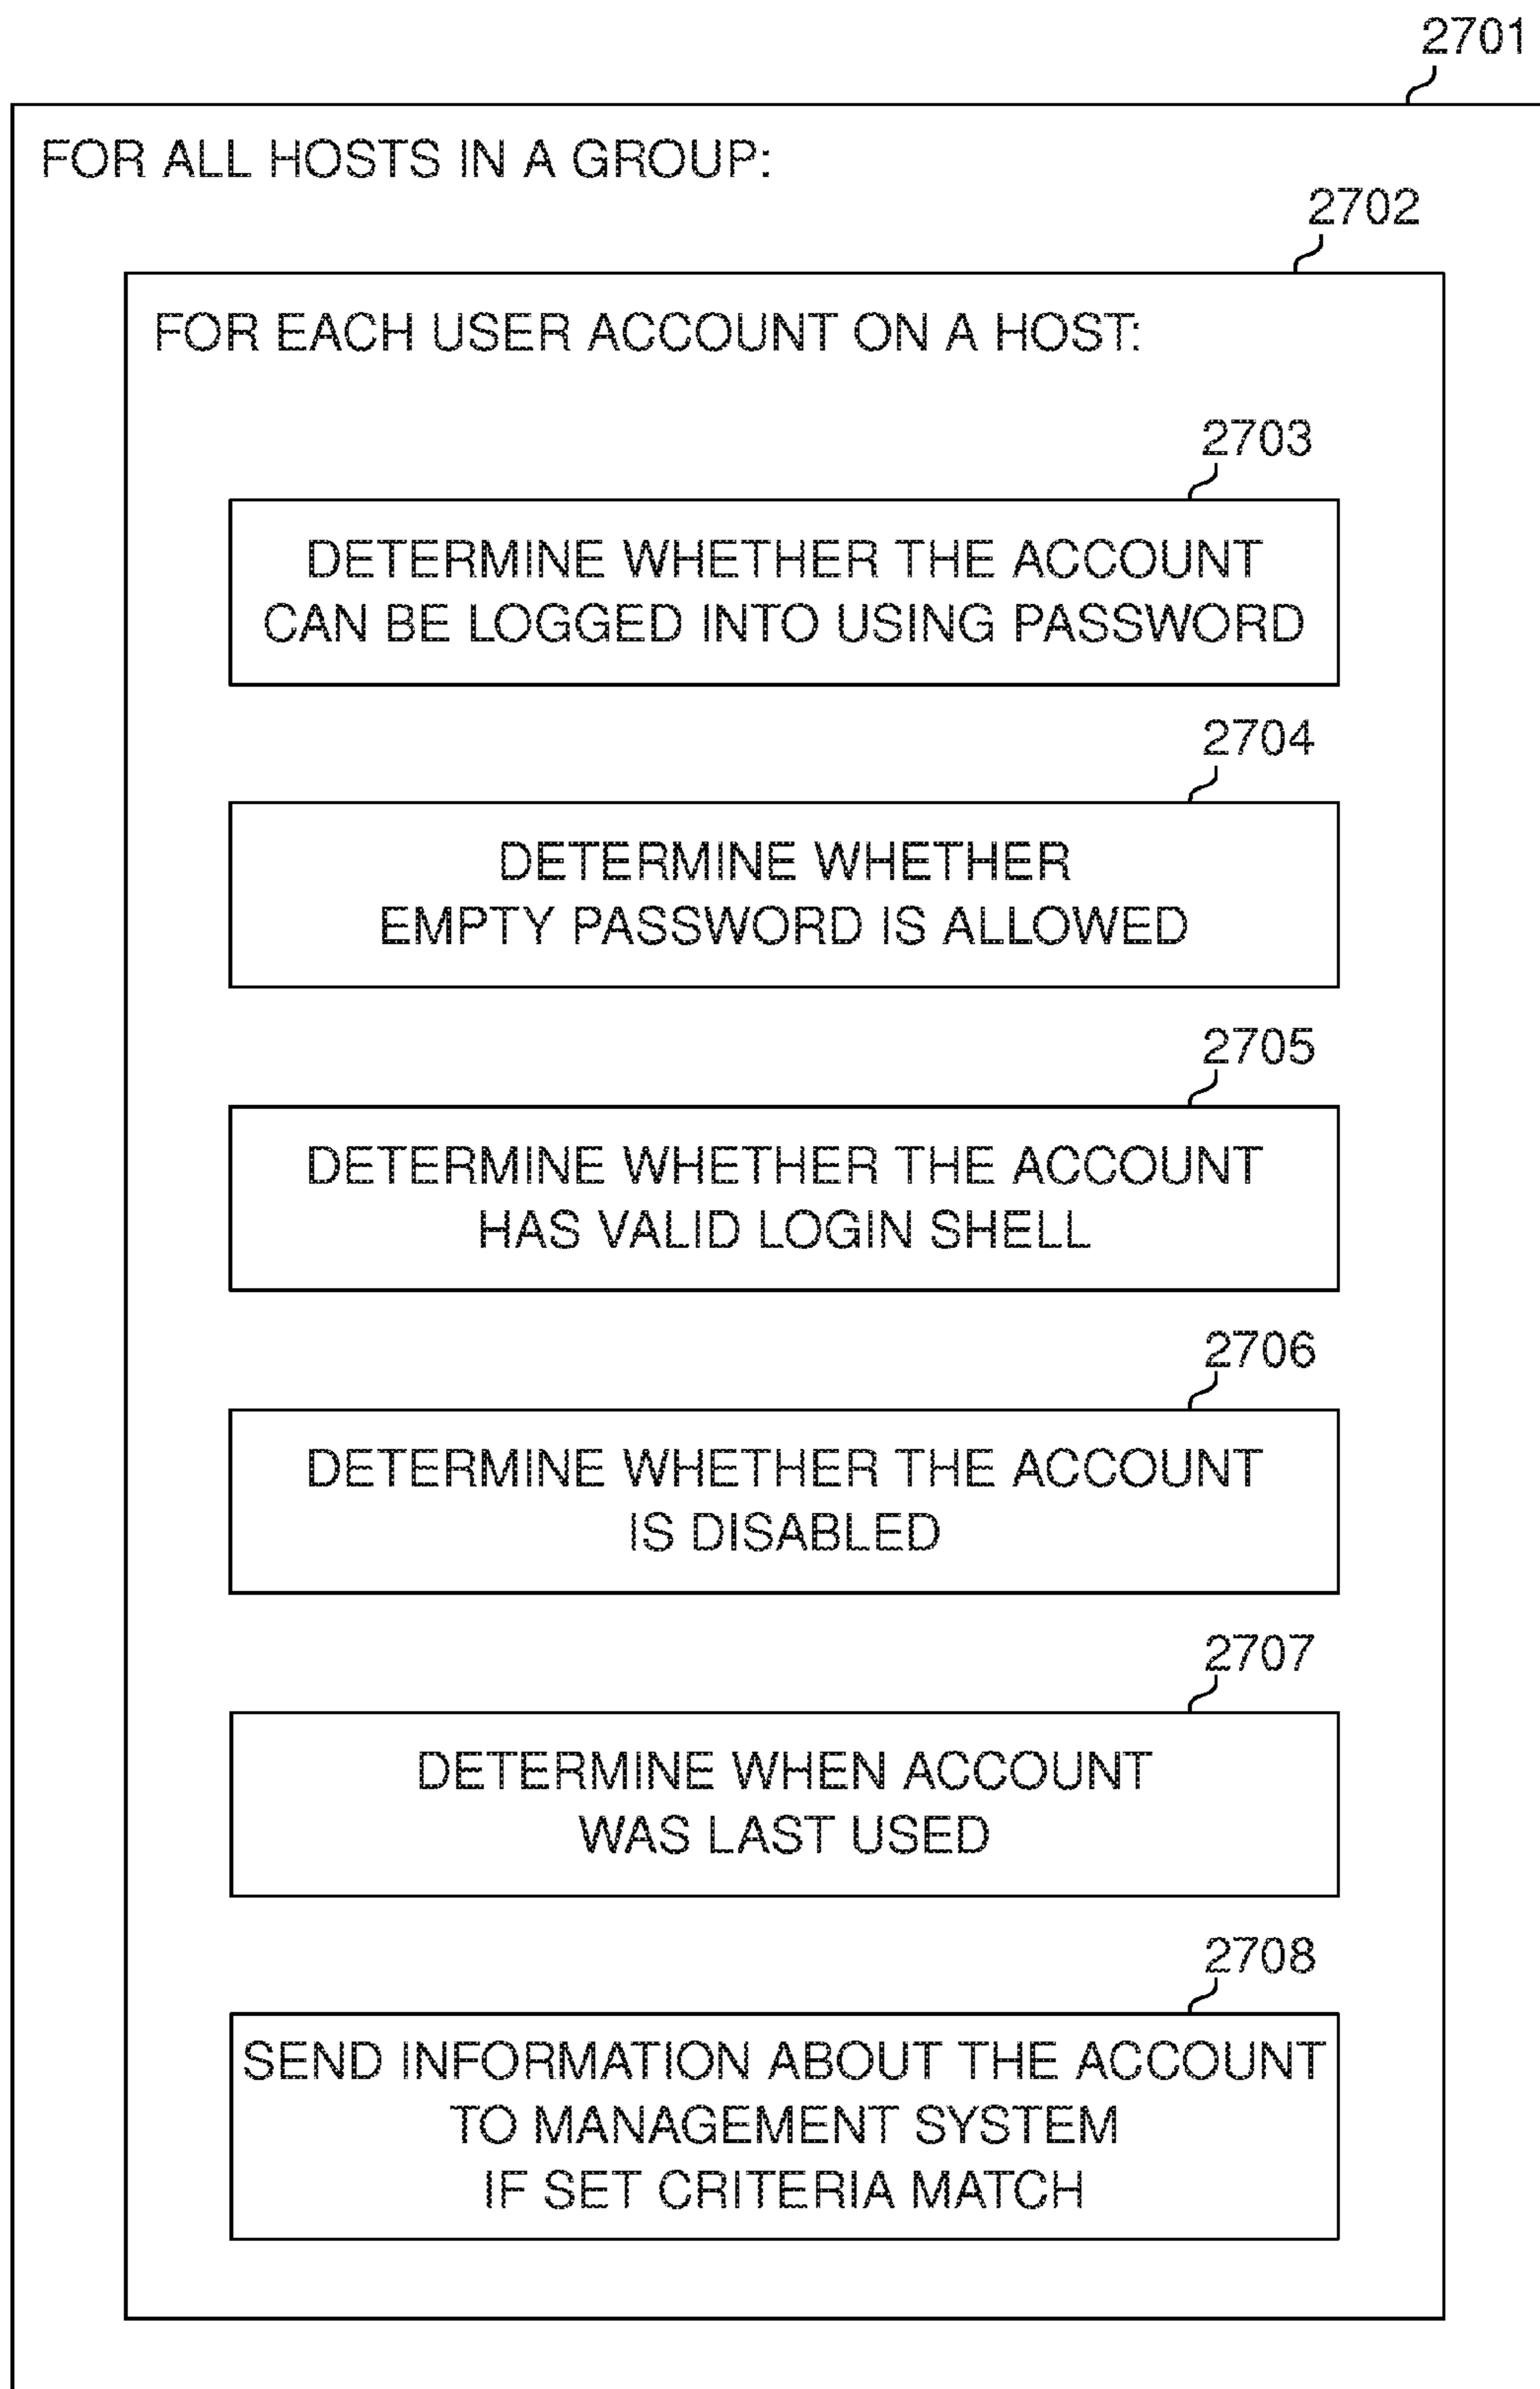 2701
FOR ALL HOSTS IN A GROUP:
2702
FOR EACH USER ACCOUNT ON A HOST:
2703
DETERMINE WHETHER THE ACCOUNT
CAN BE LOGGED INTO USING PASSWORD
2704
DETERMINE WHETHER
EMPTY PASSWORD IS ALLOWED
2705
DETERMINE WHETHER THE ACCOUNT
HAS VALID LOGIN SHELL
2706
DETERMINE WHETHER THE ACCOUNT
IS DISABLED
2707
DETERMINE WHEN ACCOUNT
WAS LAST USED
2708
SEND INFORMATION ABOUT THE ACCOUNT
TO MANAGEMENT SYSTEM
IF SET CRITERIA MATCH